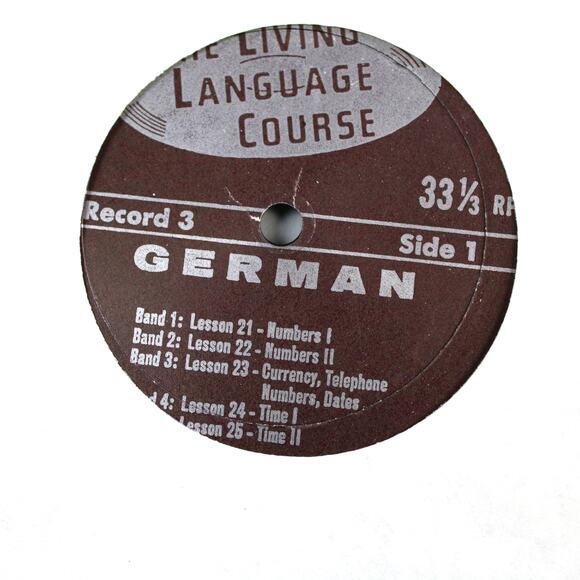 LIVING
LANGUAGE
COURSE
33⅓
Record 3
Side 1
GERMAN
Band 1: Lesson 21 - Numbers I
Band 2: Lesson 22 - Numbers II
Band 3: Lesson 23 - Currency, Telephone
Numbers, Dates
4: Lesson 24 - Time I
Lesson 25 - Time II